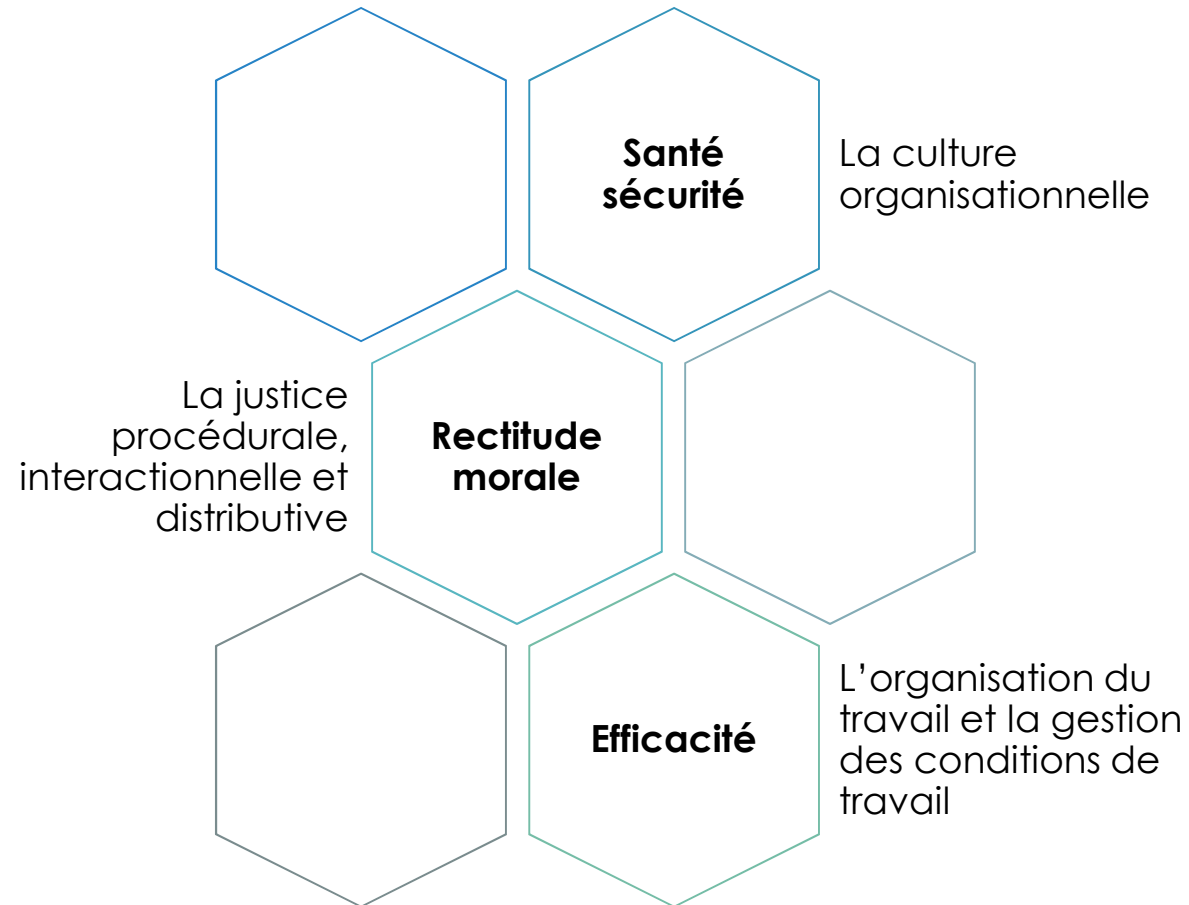 Santé
sécurité
La culture
organisationnelle
La justice
procédurale,
interactionnelle et
distributive
Rectitude
morale
Efficacité
L’organisation du
travail et la gestion
des conditions de
travail